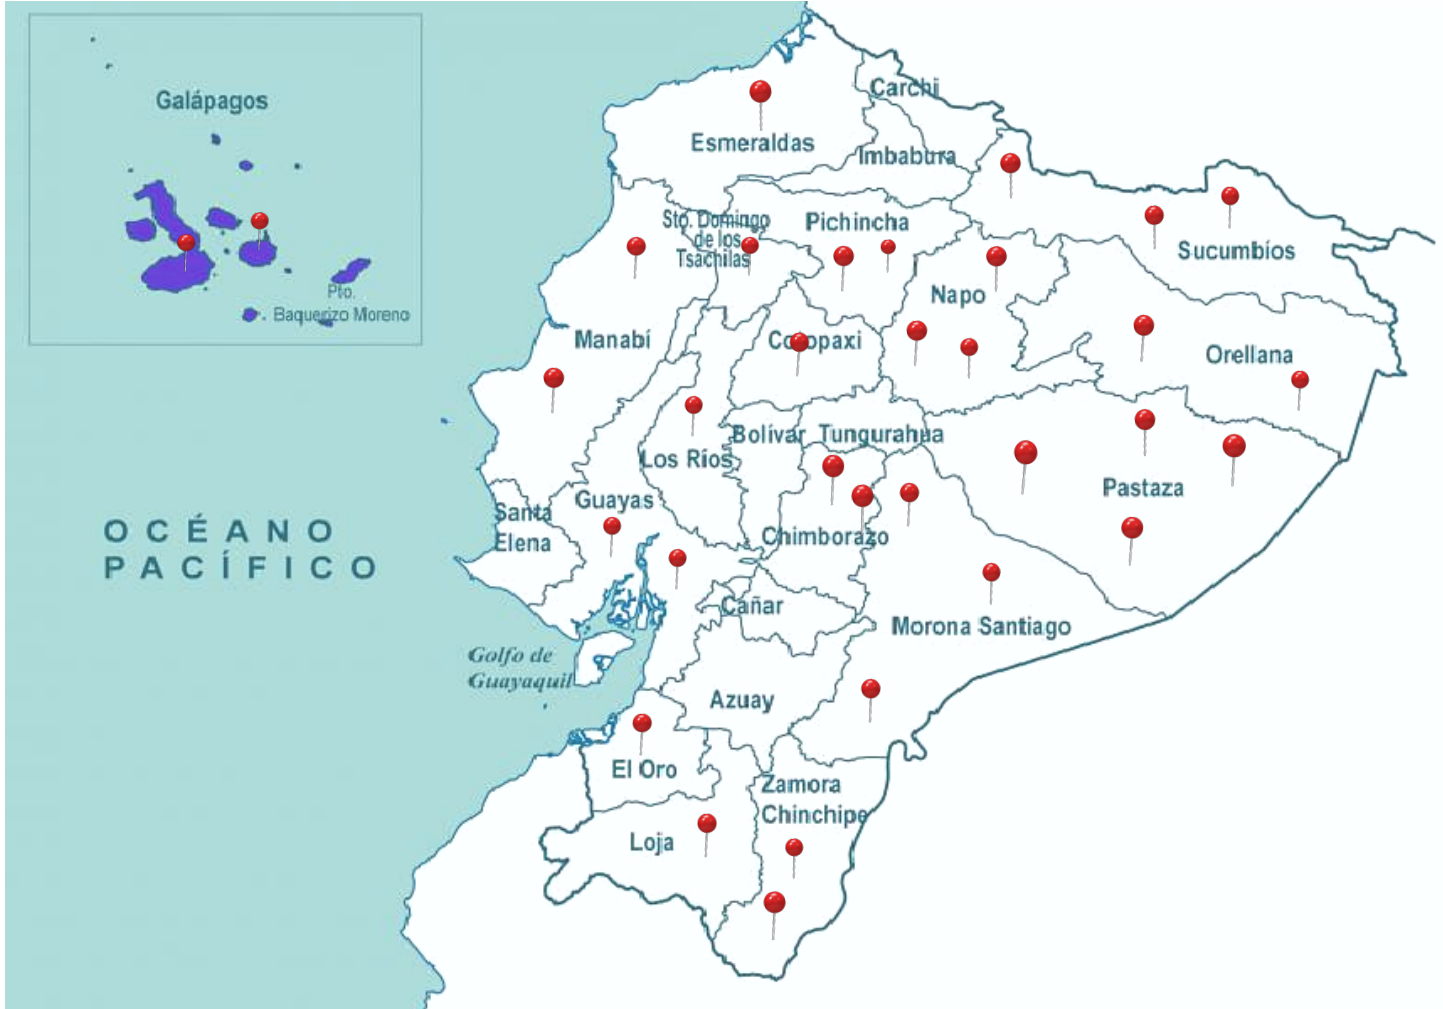 Galápagos
Pto.
Baquerizo Moreno
Carchi
Esmeraldas
Imbabura
Sto. Domingo
de los
Tsáchilas
Pichincha
Sucumbíos
Napo
Manabí
Cotopaxi
Orellana
Bolívar
Tungurahua
Los Ríos
Pastaza
Guayas
Santa
Elena
Chimborazo
OCÉANO
PACÍFICO
Cañar
Morona Santiago
Golfo de
Guayaquil
Azuay
El Oro
Zamora
Chinchipe
Loja